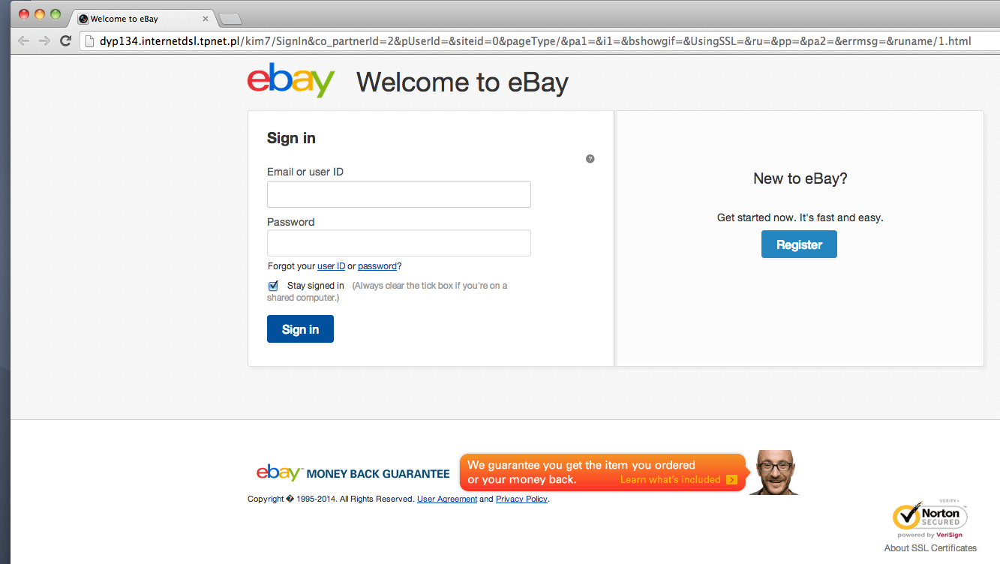 Welcome to eBay
dyp134.internetdsl.tpnet.pl/kim7/SignIn&co_partnerId=2&pUserId=&siteid=0&pageType/&pa1=&i1=&bshowgif=&UsingSSL=&ru=&pp=&pa2=&errmsg=&runame/1.html
ebay Welcome to eBay
Sign in
?
Email or user ID
Password
Forgot your user ID or password?
Stay signed in (Always clear the tick box if you're on a
shared computer.)
Sign in
New to eBay?
Get started now. It's fast and easy.
Register
ebay™ MONEY BACK GUARANTEE
We guarantee you get the item you ordered
or your money back. Learn what's included
Copyright � 1995-2014. All Rights Reserved. User Agreement and Privacy Policy.
VERIFY
Norton
SECURED
powered by VeriSign
About SSL Certificates